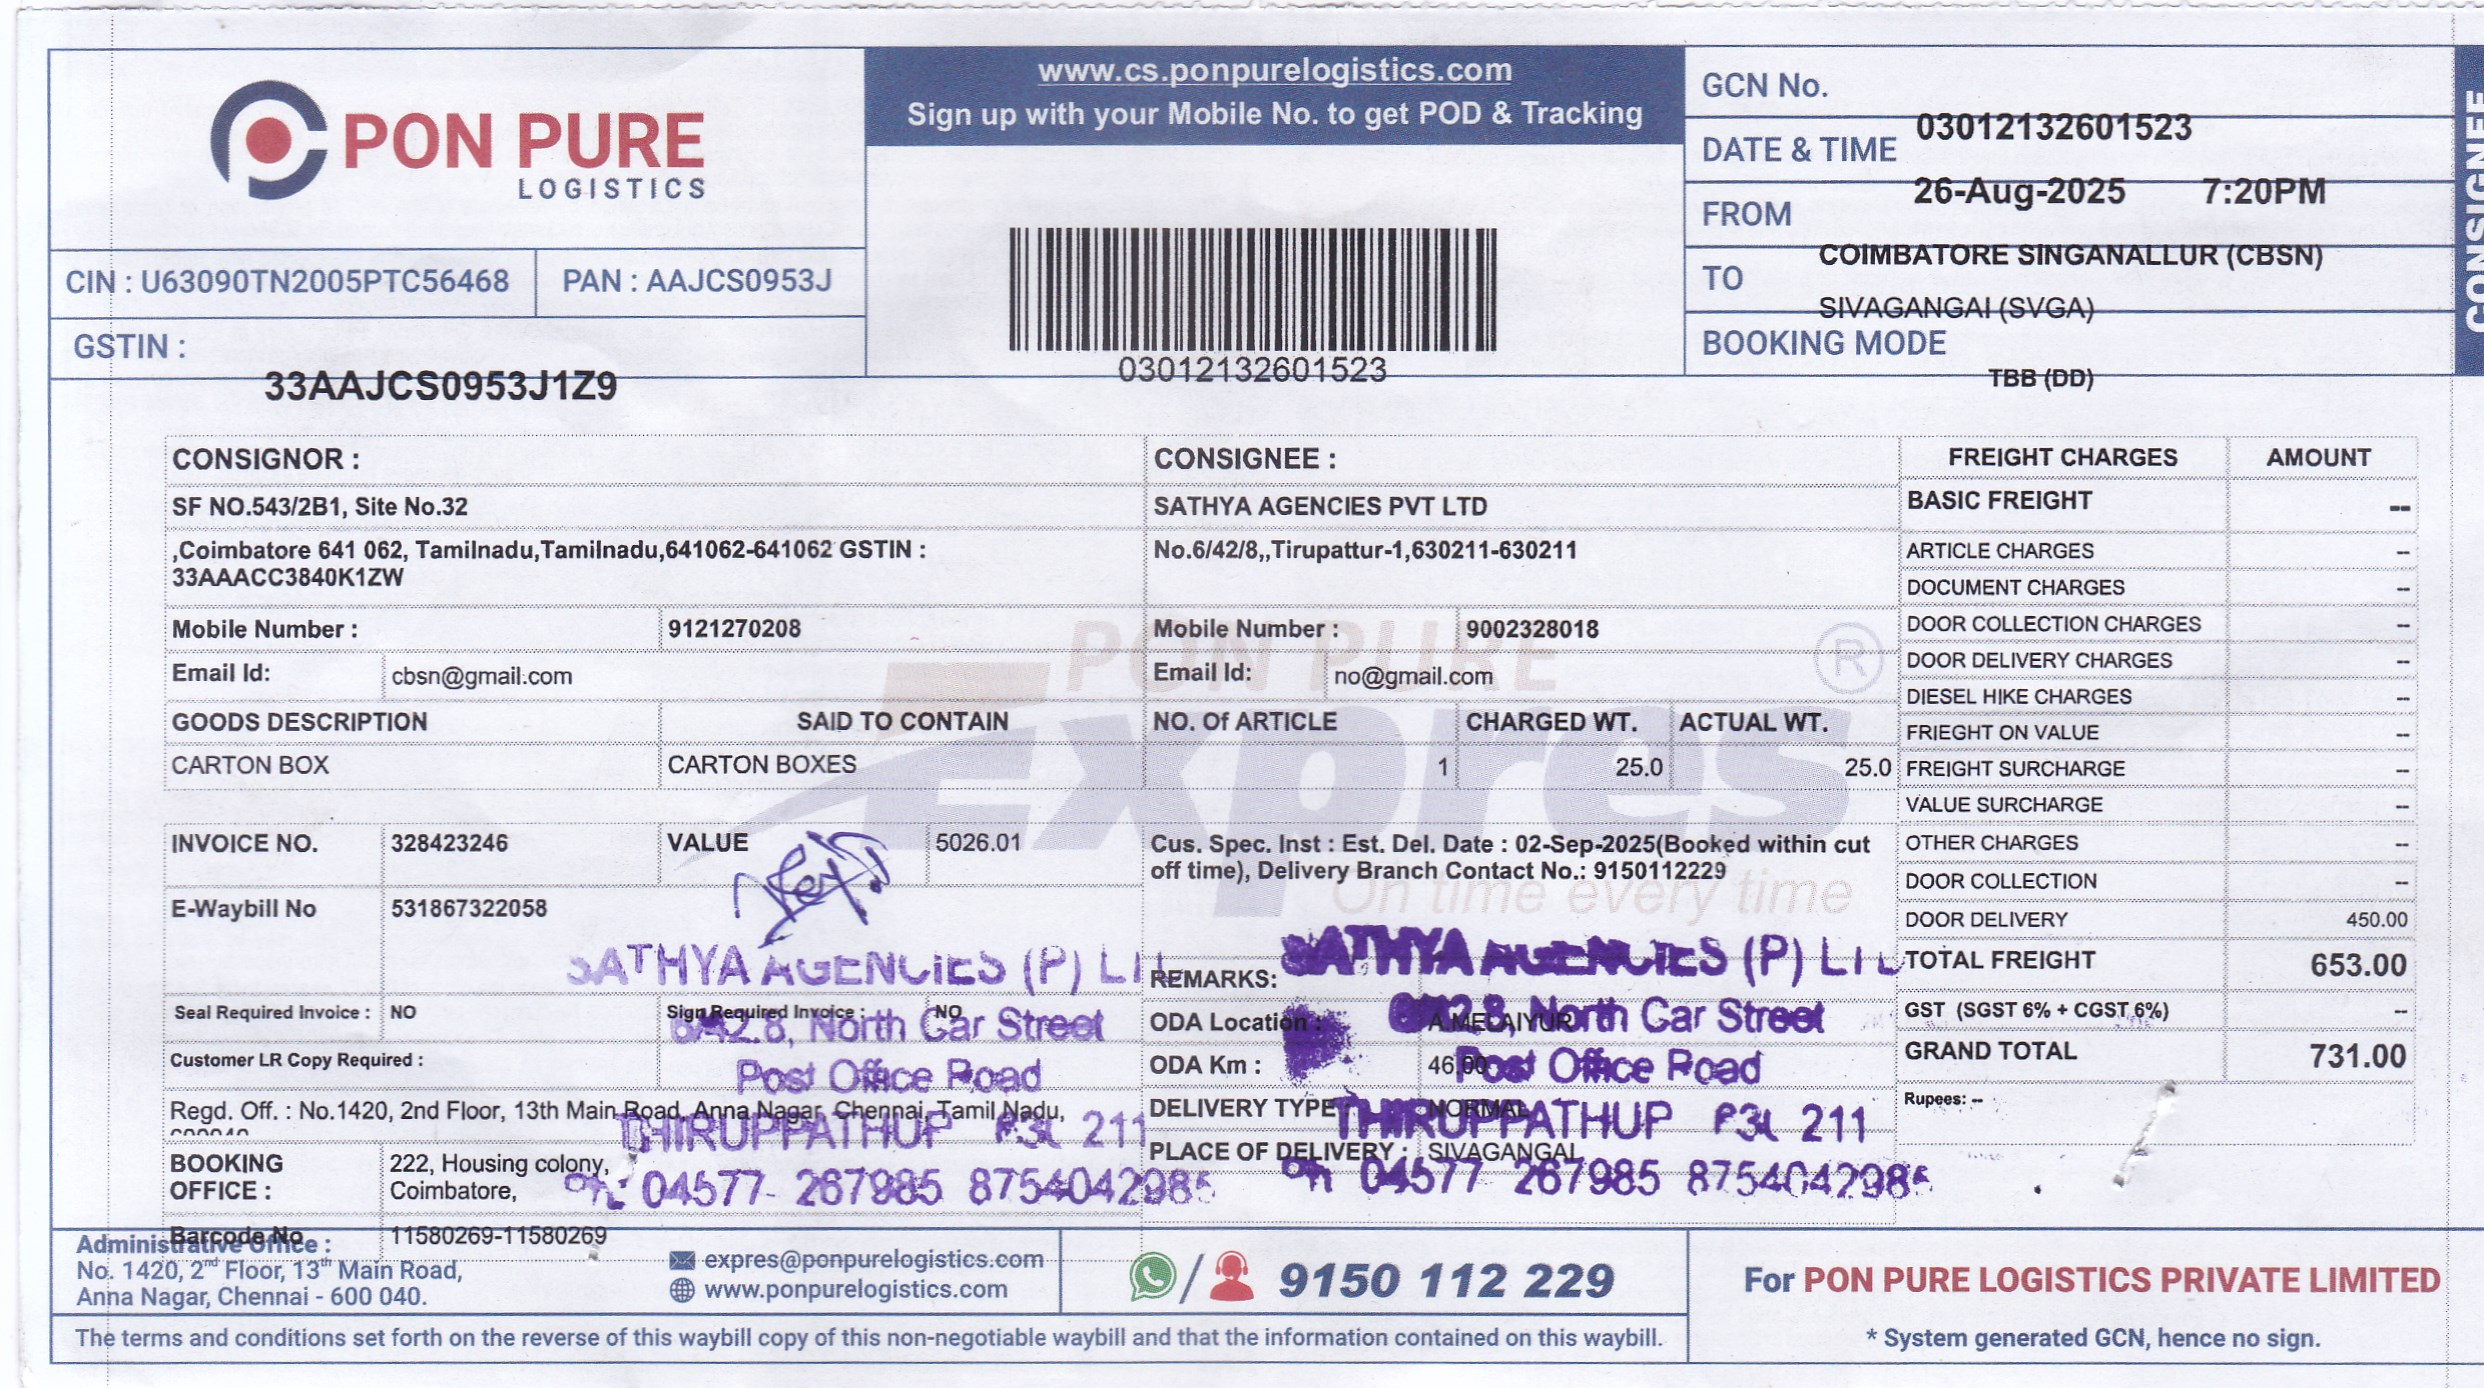 PON PURE
LOGISTICS
www.cs.ponpurelogistics.com
Sign up with your Mobile No. to get POD & Tracking
GCN No.
03012132601523
DATE & TIME
26-Aug-2025 7:20PM
FROM
COIMBATORE SINGANALLUR (CBSN)
TO
SIVAGANGAI (SVGA)
BOOKING MODE
TBB (DD)
CONSIGNEE
CIN : U63090TN2005PTC56468
PAN : AAJCS0953J
GSTIN :
33AAJCS0953J1Z9
03012132601523
CONSIGNOR :
SF NO.543/2B1, Site No.32
,Coimbatore 641 062, Tamilnadu,Tamilnadu,641062-641062 GSTIN :
33AAACC3840K1ZW
Mobile Number : 9121270208
Email Id: cbsn@gmail.com
CONSIGNEE :
SATHYA AGENCIES PVT LTD
No.6/42/8,,Tirupattur-1,630211-630211
Mobile Number : 9002328018
Email Id: no@gmail.com
PON PURE
Expres
On time every time
®
GOODS DESCRIPTION SAID TO CONTAIN NO. Of ARTICLE CHARGED WT. ACTUAL WT.
CARTON BOX CARTON BOXES 1 25.0 25.0
INVOICE NO. 328423246 VALUE 5026.01
E-Waybill No 531867322058
Cus. Spec. Inst : Est. Del. Date : 02-Sep-2025(Booked within cut
off time), Delivery Branch Contact No.: 9150112229
Seal Required Invoice : NO Sign Required Invoice : NO
Customer LR Copy Required :
Regd. Off. : No.1420, 2nd Floor, 13th Main Road, Anna Nagar, Chennai, Tamil Nadu,
BOOKING
OFFICE :
222, Housing colony,
Coimbatore,
Barcode No 11580269-11580269
REMARKS:
ODA Location : A.MELAIYUR
ODA Km : 46.00
DELIVERY TYPE NORMAL
PLACE OF DELIVERY : SIVAGANGAI
SATHYA AGENCIES (P)
North Car Street
Post Office Road
211
04577 267985
SATHYA AGENCIES (P)
North Car Street
Post Office Road
211
04577 267985
FREIGHT CHARGES AMOUNT
BASIC FREIGHT --
ARTICLE CHARGES --
DOCUMENT CHARGES --
DOOR COLLECTION CHARGES --
DOOR DELIVERY CHARGES --
DIESEL HIKE CHARGES --
FRIEGHT ON VALUE --
FREIGHT SURCHARGE --
VALUE SURCHARGE --
OTHER CHARGES --
DOOR COLLECTION --
DOOR DELIVERY 450.00
TOTAL FREIGHT 653.00
GST (SGST 6% + CGST 6%) --
GRAND TOTAL 731.00
Rupees: --
Administrative Office :
No. 1420, 2nd Floor, 13th Main Road,
Anna Nagar, Chennai - 600 040.
expres@ponpurelogistics.com
www.ponpurelogistics.com
9150 112 229
For PON PURE LOGISTICS PRIVATE LIMITED
The terms and conditions set forth on the reverse of this waybill copy of this non-negotiable waybill and that the information contained on this waybill.
* System generated GCN, hence no sign.